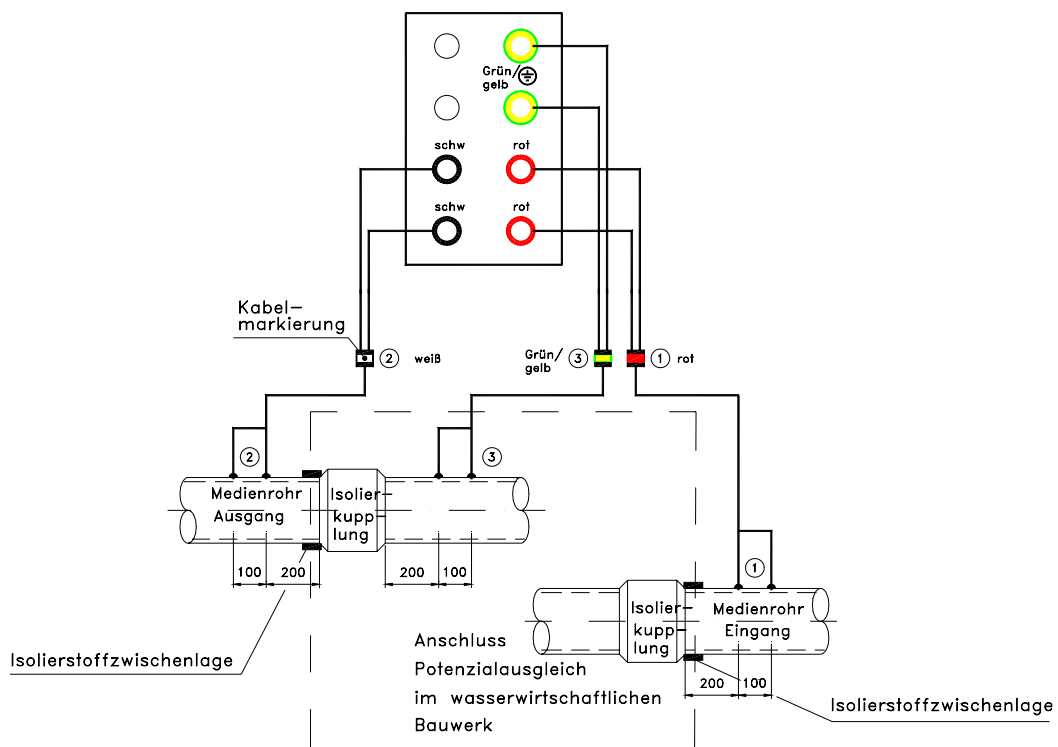 Grün/
gelb
schw
rot
schw
rot
Kabel-
markierung
2
weiß
Grün/
gelb
3
1
rot
2
3
Medienrohr
Ausgang
Isolier-
kupp-
lung
100
200
200
100
1
Isolier-
kupp-
lung
Medienrohr
Eingang
Anschluss
Potenzialausgleich
im wasserwirtschaftlichen
Bauwerk
Isolierstoffzwischenlage
200
100
Isolierstoffzwischenlage